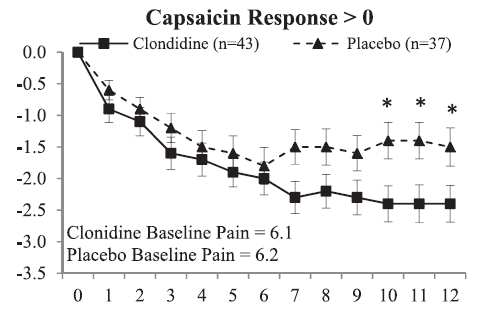 Capsaicin Response > 0
Clondidine (n=43) Placebo (n=37)
0.0
-0.5
-1.0
-1.5
-2.0
-2.5
-3.0
-3.5
* * *
Clonidine Baseline Pain = 6.1
Placebo Baseline Pain = 6.2
0 1 2 3 4 5 6 7 8 9 10 11 12